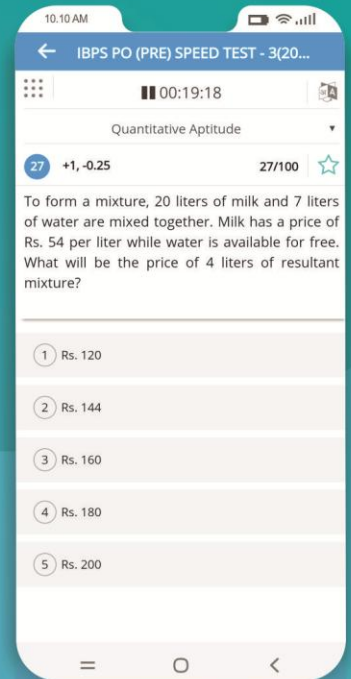 10.10 AM
IBPS PO (PRE) SPEED TEST - 3(20...
00:19:18
Quantitative Aptitude
27 +1, -0.25 27/100
To form a mixture, 20 liters of milk and 7 liters
of water are mixed together. Milk has a price of
Rs. 54 per liter while water is available for free.
What will be the price of 4 liters of resultant
mixture?
1 Rs. 120
2 Rs. 144
3 Rs. 160
4 Rs. 180
5 Rs. 200